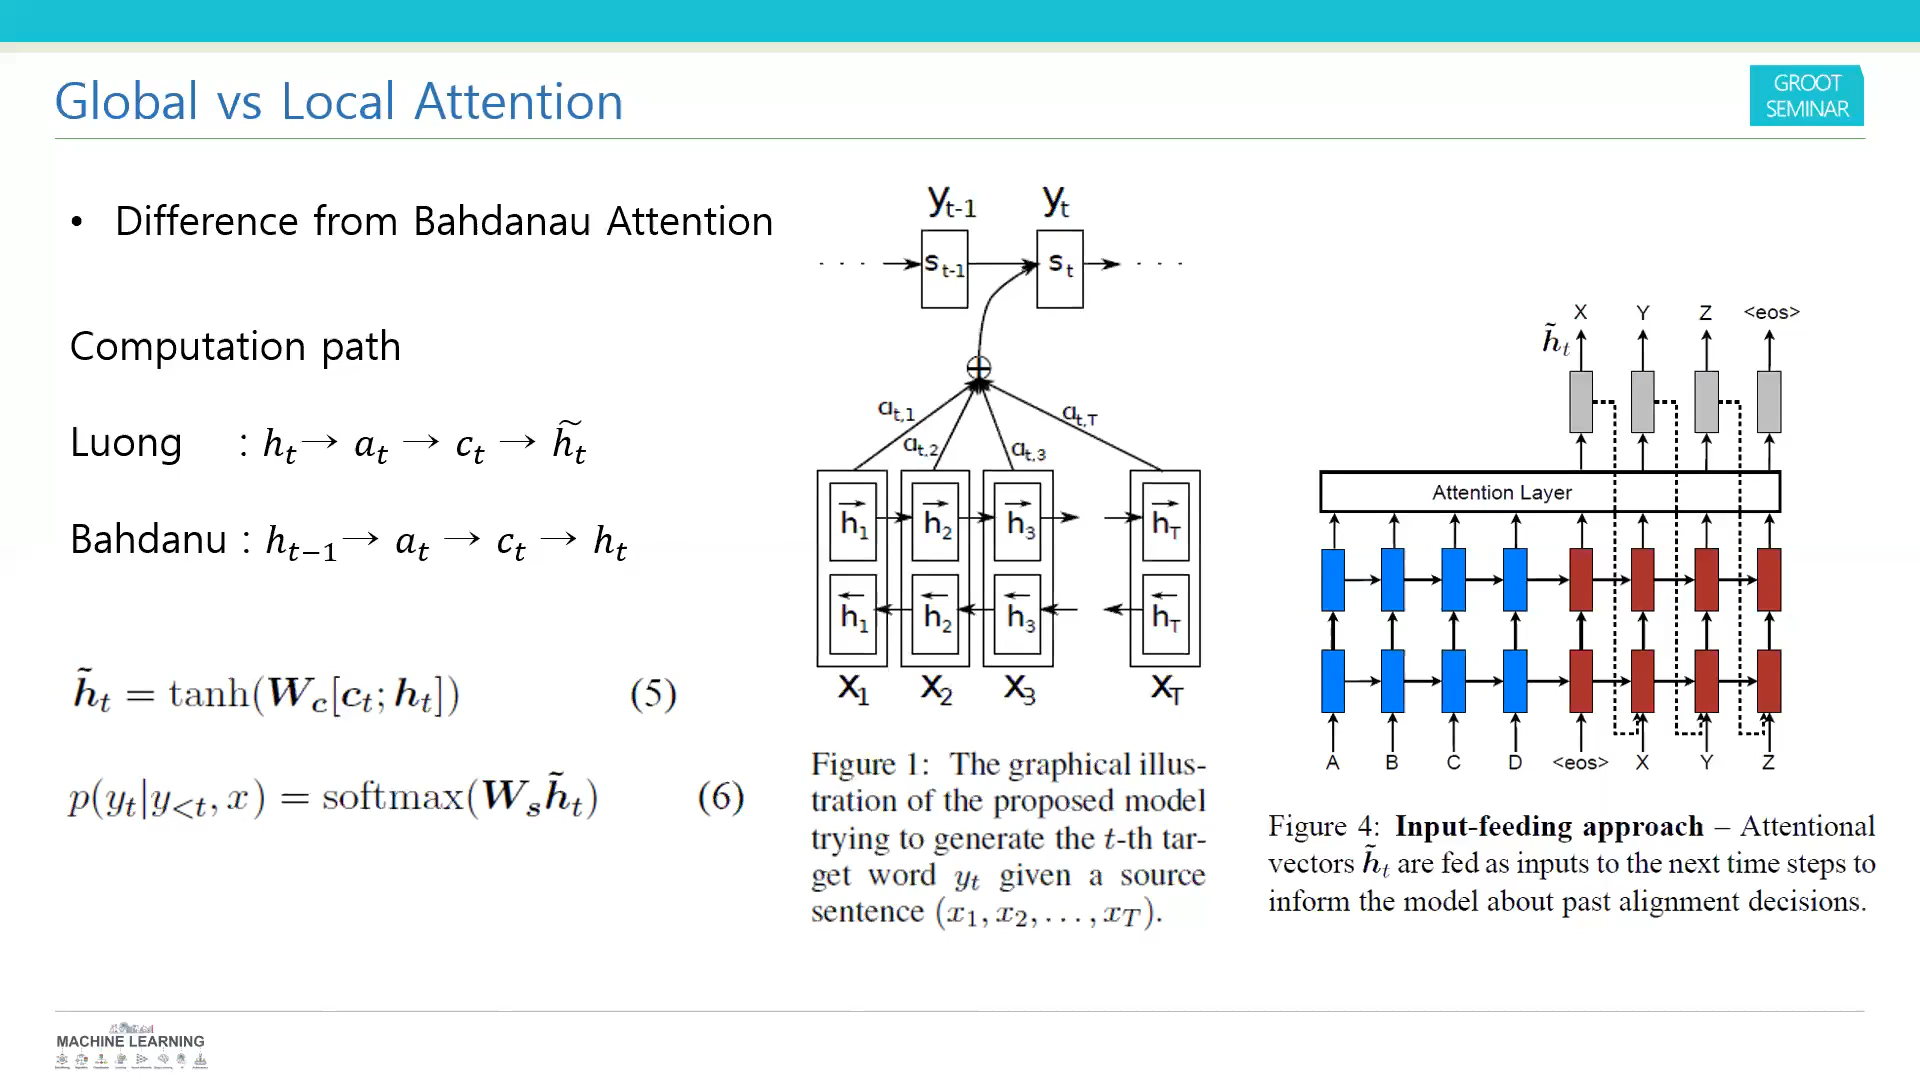 Global vs Local Attention
GROOT
SEMINAR
• Difference from Bahdanau Attention
Computation path
Luong : h_t → a_t → c_t → h̃_t
Bahdanu : h_{t−1} → a_t → c_t → h_t
h̃_t = tanh(W_c[c_t; h_t]) (5)
p(y_t|y_{<t}, x) = softmax(W_s h̃_t) (6)
y_{t-1} y_t
. . . s_{t-1} s_t . . .
+
a_{t,1} a_{t,2} a_{t,3} a_{t,T}
→h_1 →h_2 →h_3 →h_T
←h_1 ←h_2 ←h_3 ←h_T
x_1 x_2 x_3 x_T
Figure 1: The graphical illus-
tration of the proposed model
trying to generate the t-th tar-
get word y_t given a source
sentence (x_1, x_2, . . . , x_T).
X Y Z <eos>
h̃_t
Attention Layer
A B C D <eos> X Y Z
Figure 4: Input-feeding approach – Attentional
vectors h̃_t are fed as inputs to the next time steps to
inform the model about past alignment decisions.
MACHINE LEARNING